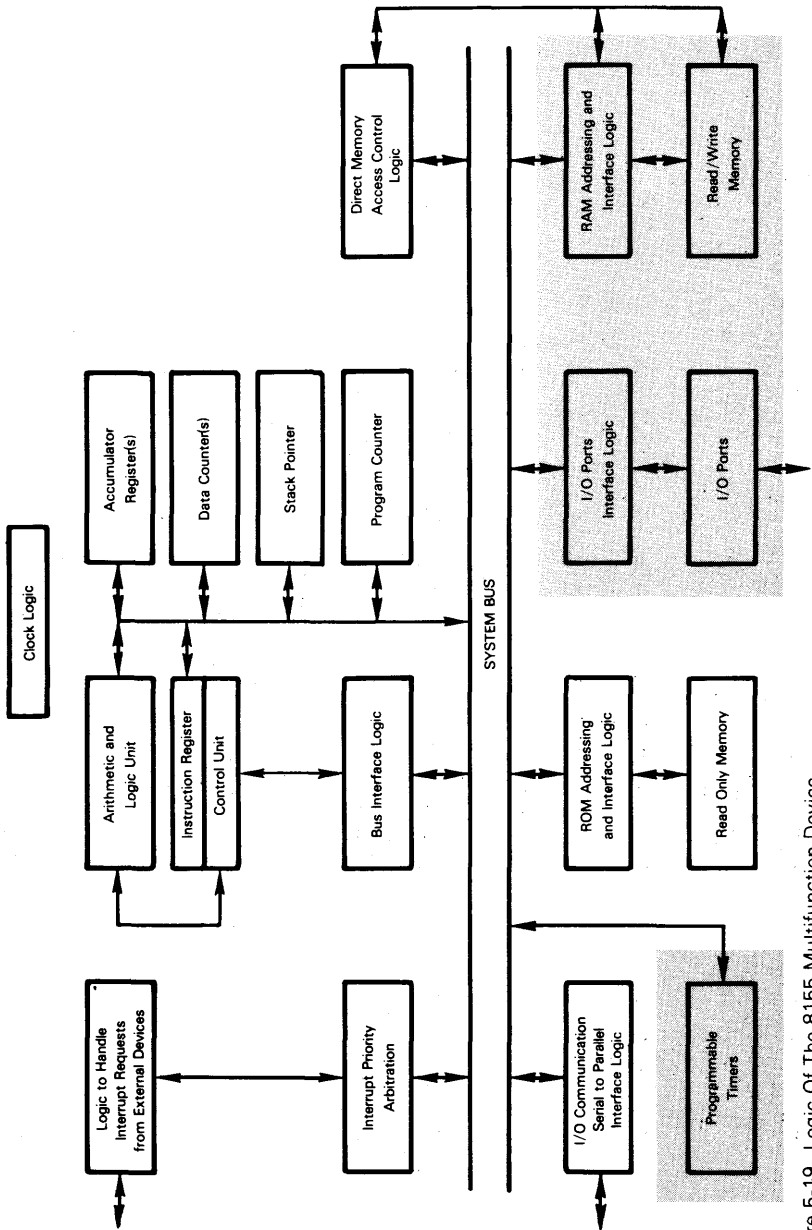 Clock Logic
Logic to Handle
Interrupt Requests
from External Devices
Arithmetic and
Logic Unit
Accumulator
Register(s)
Instruction Register
Control Unit
Data Counter(s)
Stack Pointer
Interrupt Priority
Arbitration
Bus Interface Logic
Program Counter
Direct Memory
Access Control
Logic
SYSTEM BUS
I/O Communication
Serial to Parallel
Interface Logic
ROM Addressing
and Interface Logic
I/O Ports
Interface Logic
RAM Addressing and
Interface Logic
Programmable
Timers
Read Only Memory
I/O Ports
Read/Write
Memory
5-19. Logic Of The 8155 Multifunction Device